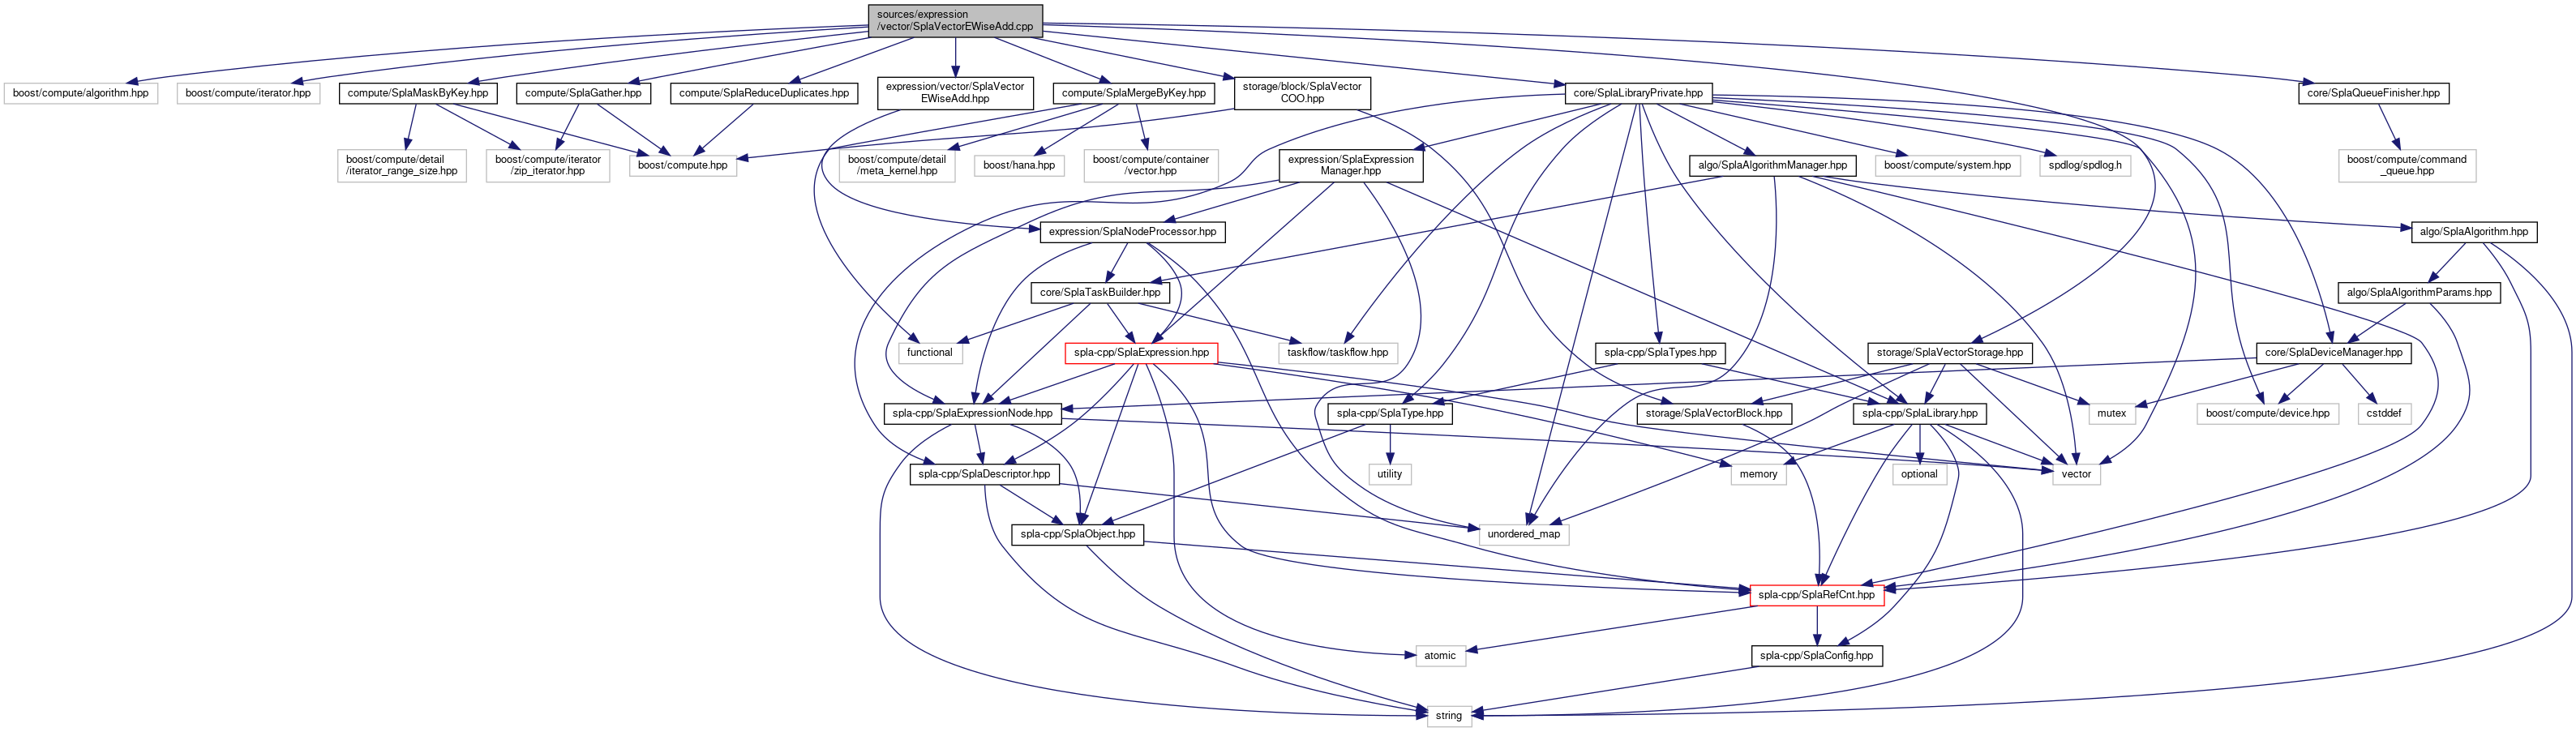 sources/expression
/vector/SplaVectorEWiseAdd.cpp
boost/compute/algorithm.hpp
boost/compute/iterator.hpp
compute/SplaMaskByKey.hpp
compute/SplaGather.hpp
compute/SplaReduceDuplicates.hpp
expression/vector/SplaVector
EWiseAdd.hpp
compute/SplaMergeByKey.hpp
storage/block/SplaVector
COO.hpp
core/SplaLibraryPrivate.hpp
core/SplaQueueFinisher.hpp
boost/compute/detail
/iterator_range_size.hpp
boost/compute/iterator
/zip_iterator.hpp
boost/compute.hpp
boost/compute/detail
/meta_kernel.hpp
boost/hana.hpp
boost/compute/container
/vector.hpp
expression/SplaExpression
Manager.hpp
algo/SplaAlgorithmManager.hpp
boost/compute/system.hpp
spdlog/spdlog.h
boost/compute/command
_queue.hpp
expression/SplaNodeProcessor.hpp
algo/SplaAlgorithm.hpp
core/SplaTaskBuilder.hpp
algo/SplaAlgorithmParams.hpp
functional
spla-cpp/SplaExpression.hpp
taskflow/taskflow.hpp
spla-cpp/SplaTypes.hpp
storage/SplaVectorStorage.hpp
core/SplaDeviceManager.hpp
spla-cpp/SplaExpressionNode.hpp
spla-cpp/SplaType.hpp
storage/SplaVectorBlock.hpp
spla-cpp/SplaLibrary.hpp
mutex
boost/compute/device.hpp
cstddef
spla-cpp/SplaDescriptor.hpp
utility
memory
optional
vector
spla-cpp/SplaObject.hpp
unordered_map
spla-cpp/SplaRefCnt.hpp
atomic
spla-cpp/SplaConfig.hpp
string